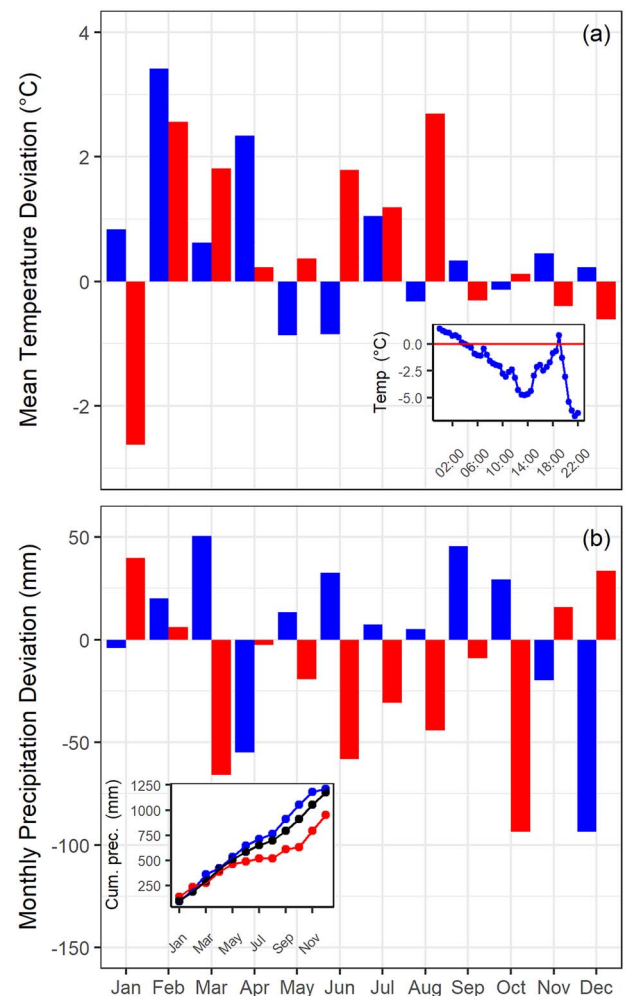 (a)
Mean Temperature Deviation (°C)
4
2
0
-2
Temp (°C)
0.0
-2.5
-5.0
02:00 06:00 10:00 14:00 18:00 22:00
(b)
Monthly Precipitation Deviation (mm)
50
0
-50
-100
-150
Cum. prec. (mm)
1250
1000
750
500
250
Jan Mar May Jul Sep Nov
Jan Feb Mar Apr May Jun Jul Aug Sep Oct Nov Dec